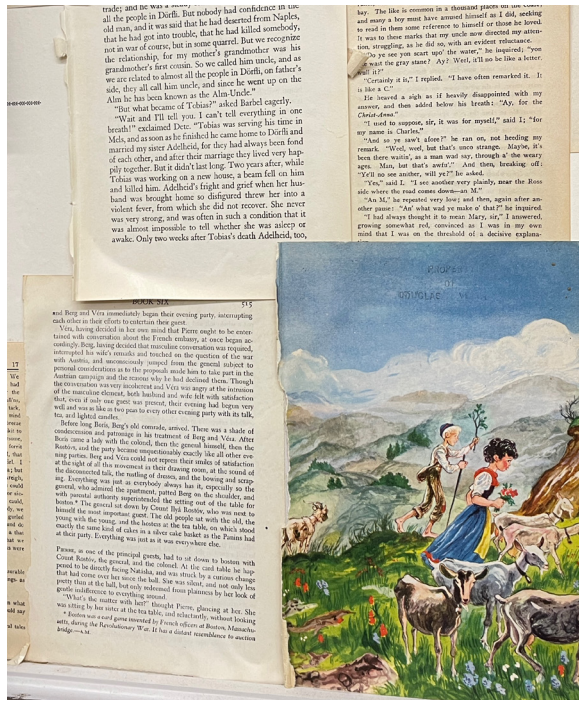 trade; and he was a
all the people in Dörfli. But nobody had confidence in the
old man, and it was said that he had deserted from Naples,
that he had got into trouble, that he had killed somebody,
not in war of course, but in some quarrel. But we recognize
the relationship, for my mother's grandmother was his
grandmother's first cousin. So we called him uncle, and as
we are related to almost all the people in Dörfli, on father's
side, they all call him uncle, and since he went up on the
Alm he has been known as the Alm-Uncle."
"But what became of Tobias?" asked Barbel eagerly.
"Wait and I'll tell you. I can't tell everything in one
breath!" exclaimed Dete. "Tobias was serving his time in
Mels, and as soon as he finished he came home to Dörfli and
married my sister Adelheid, for they had always been fond
of each other, and after their marriage they lived very hap-
pily together. But it didn't last long. Two years after, while
Tobias was working on a new house, a beam fell on him
and killed him. Adelheid's fright and grief when her hus-
band was brought home so disfigured threw her into a
violent fever, from which she did not recover. She never
was very strong, and was often in such a condition that it
was almost impossible to tell whether she was asleep or
awake. Only two weeks after Tobias's death Adelheid, too,
bay. The like is common in a thousand places on the
and many a boy must have amused himself as I did, seeking
to read in them some reference to himself or those he loved.
It was to these marks that my uncle now directed my atten-
tion, struggling, as he did so, with an evident reluctance.
"Do ye see yon scart upo' the water," he inquired; "yon
wast the gray stane? Ay? Weel, it'll no be like a letter,
wull it?"
"Certainly it is," I replied. "I have often remarked it. It
is like a C."
He heaved a sigh as if heavily disappointed with my
answer, and then added below his breath: "Ay, for the
Christ-Anna."
"I used to suppose, sir, it was for myself," said I; "for
my name is Charles."
"And so ye saw't afore?" he ran on, not heeding my
remark. "Weel, weel, but that's unco strange. Maybe, it's
been there waitin', as a man wad say, through a' the weary
ages. Man, but that's awfu'." And then, breaking off:
"Ye'll no see anither, will ye?" he asked.
"Yes," said I. "I see another very plainly, near the Ross
side where the road comes down—an M."
"An M," he repeated very low; and then, again after an-
other pause: "An' what wad ye make o' that?" he inquired.
"I had always thought it to mean Mary, sir," I answered,
growing somewhat red, convinced as I was in my own
mind that I was on the threshold of a decisive explana-
BOOK SIX 515
and Berg and Véra immediately began their evening party, interrupting
each other in their efforts to entertain their guest.
Véra, having decided in her own mind that Pierre ought to be enter-
tained with conversation about the French embassy, at once began ac-
cordingly. Berg, having decided that masculine conversation was required,
interrupted his wife's remarks and touched on the question of the war
with Austria, and unconsciously jumped from the general subject to
personal considerations as to the proposals made him to take part in the
Austrian campaign and the reasons why he had declined them. Though
the conversation was very incoherent and Véra was angry at the intrusion
of the masculine element, both husband and wife felt with satisfaction
that, even if only one guest was present, their evening had begun very
well and was as like as two peas to every other evening party with its talk,
tea, and lighted candles.
Before long Boris, Berg's old comrade, arrived. There was a shade of
condescension and patronage in his treatment of Berg and Véra. After
Boris came a lady with the colonel, then the general himself, then the
Rostóvs, and the party became unquestionably exactly like all other eve-
ning parties. Berg and Véra could not repress their smiles of satisfaction
at the sight of all this movement in their drawing room, at the sound of
the disconnected talk, the rustling of dresses, and the bowing and scrap-
ing. Everything was just as everybody always has it, especially so the
general, who admired the apartment, patted Berg on the shoulder, and
with parental authority superintended the setting out of the table for
boston.* The general sat down by Count Ilyá Rostóv, who was next to
himself the most important guest. The old people sat with the old, the
young with the young, and the hostess at the tea table, on which stood
exactly the same kind of cakes in a silver cake basket as the Panins had
at their party. Everything was just as it was everywhere else.
Pierre, as one of the principal guests, had to sit down to boston with
Count Rostóv, the general, and the colonel. At the card table he hap-
pened to be directly facing Natásha, and was struck by a curious change
that had come over her since the ball. She was silent, and not only less
pretty than at the ball, but only redeemed from plainness by her look of
gentle indifference to everything around.
"What's the matter with her?" thought Pierre, glancing at her. She
was sitting by her sister at the tea table, and reluctantly, without looking
* Boston was a card game invented by French officers at Boston, Massachu-
setts, during the Revolutionary War. It has a distant resemblance to auction
bridge.—A.M.
17
We
had
the